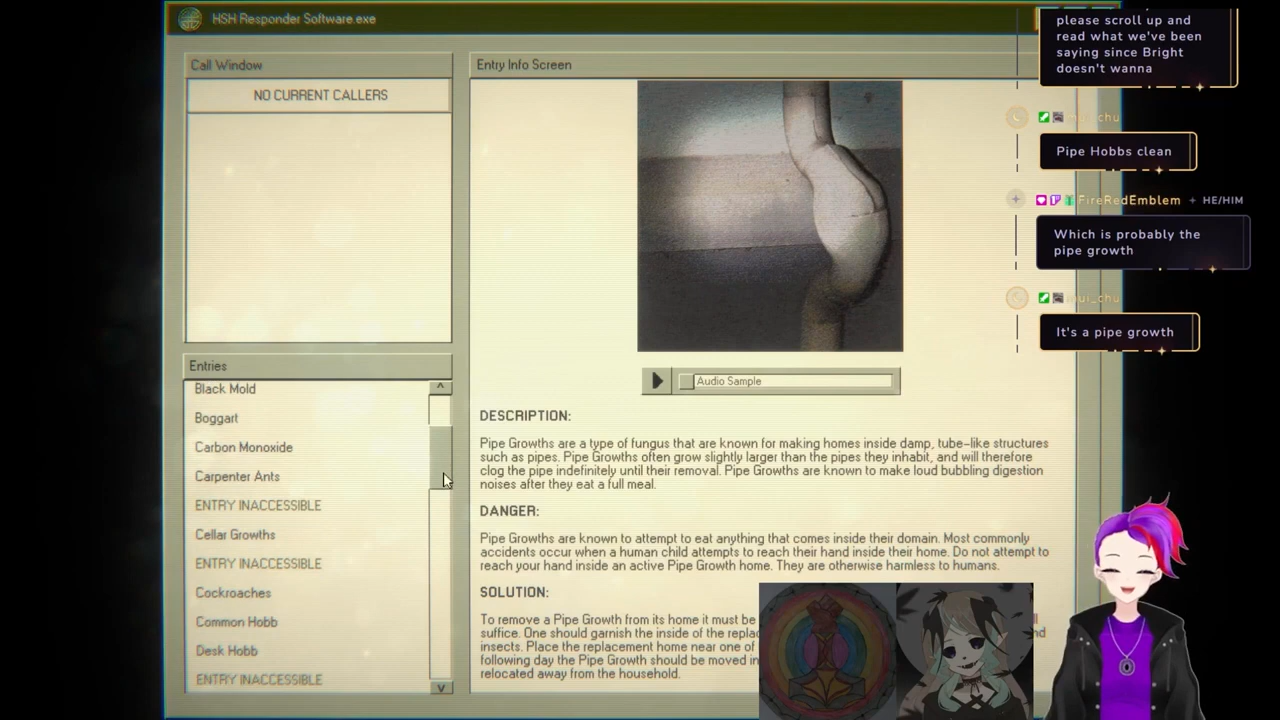 HSH Responder Software.exe
Call Window
NO CURRENT CALLERS
Entries
Black Mold
Boggart
Carbon Monoxide
Carpenter Ants
ENTRY INACCESSIBLE
Cellar Growths
ENTRY INACCESSIBLE
Cockroaches
Common Hobb
Desk Hobb
ENTRY INACCESSIBLE
Entry Info Screen
Audio Sample
DESCRIPTION:
Pipe Growths are a type of fungus that are known for making homes inside damp, tube-like structures
such as pipes. Pipe Growths often grow slightly larger than the pipes they inhabit, and will therefore
clog the pipe indefinitely until their removal. Pipe Growths are known to make loud bubbling digestion
noises after they eat a full meal.
DANGER:
Pipe Growths are known to attempt to eat anything that comes inside their domain. Most commonly
accidents occur when a human child attempts to reach their hand inside their home. Do not attempt to
reach your hand inside an active Pipe Growth home. They are otherwise harmless to humans.
SOLUTION:
To remove a Pipe Growth from its home it must be
suffice. One should garnish the inside of the
insects. Place the replacement home near one of
following day the Pipe Growth should be moved
relocated away from the household.
please scroll up and
read what we've been
saying since Bright
doesn't wanna
Pipe Hobbs clean
FireRedEmblem + HE/HIM
Which is probably the
pipe growth
It's a pipe growth